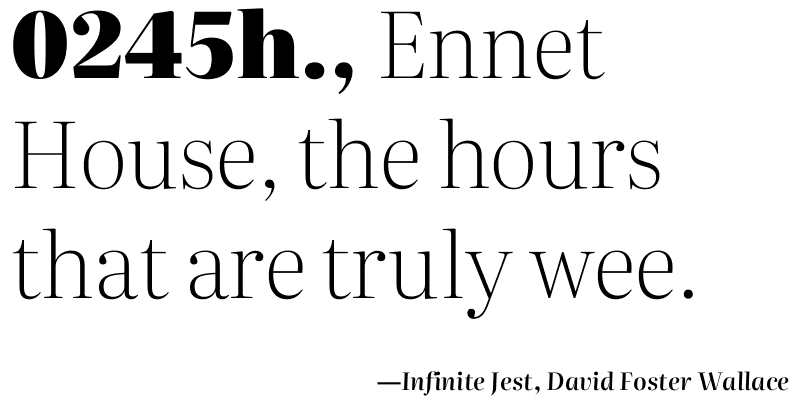 0245h., Ennet
House, the hours
that are truly wee.
—Infinite Jest, David Foster Wallace